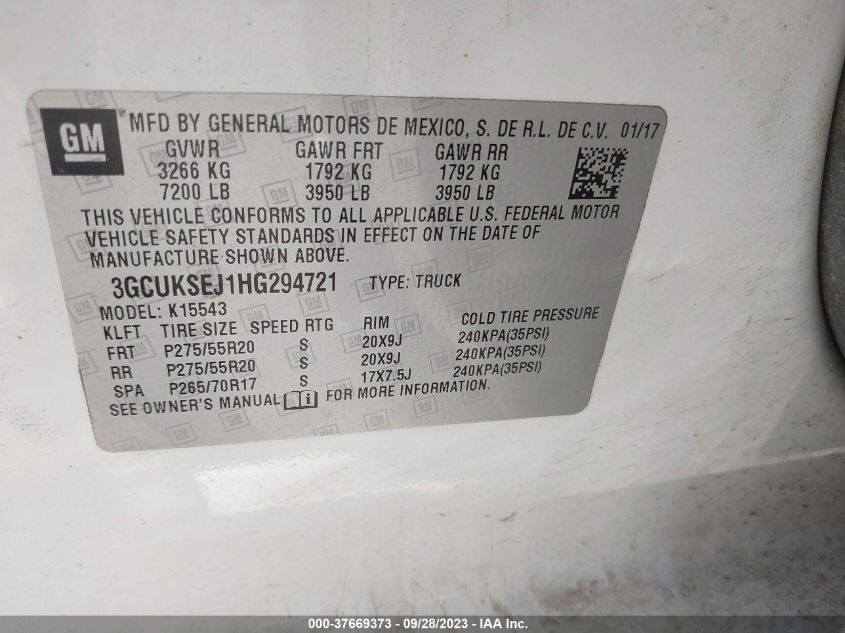 GM ® MFD BY GENERAL MOTORS DE MEXICO, S. DE R.L. DE C.V. 01/17
GVWR GAWR FRT GAWR RR
3266 KG 1792 KG 1792 KG
7200 LB 3950 LB 3950 LB
THIS VEHICLE CONFORMS TO ALL APPLICABLE U.S. FEDERAL MOTOR
VEHICLE SAFETY STANDARDS IN EFFECT ON THE DATE OF
MANUFACTURE SHOWN ABOVE.
3GCUKSEJ1HG294721 TYPE: TRUCK
MODEL: K15543
KLFT TIRE SIZE SPEED RTG RIM COLD TIRE PRESSURE
FRT P275/55R20 S 20X9J 240KPA(35PSI)
RR P275/55R20 S 20X9J 240KPA(35PSI)
SPA P265/70R17 S 17X7.5J 240KPA(35PSI)
SEE OWNER'S MANUAL i FOR MORE INFORMATION.
000-37669373 - 09/28/2023 - IAA Inc.